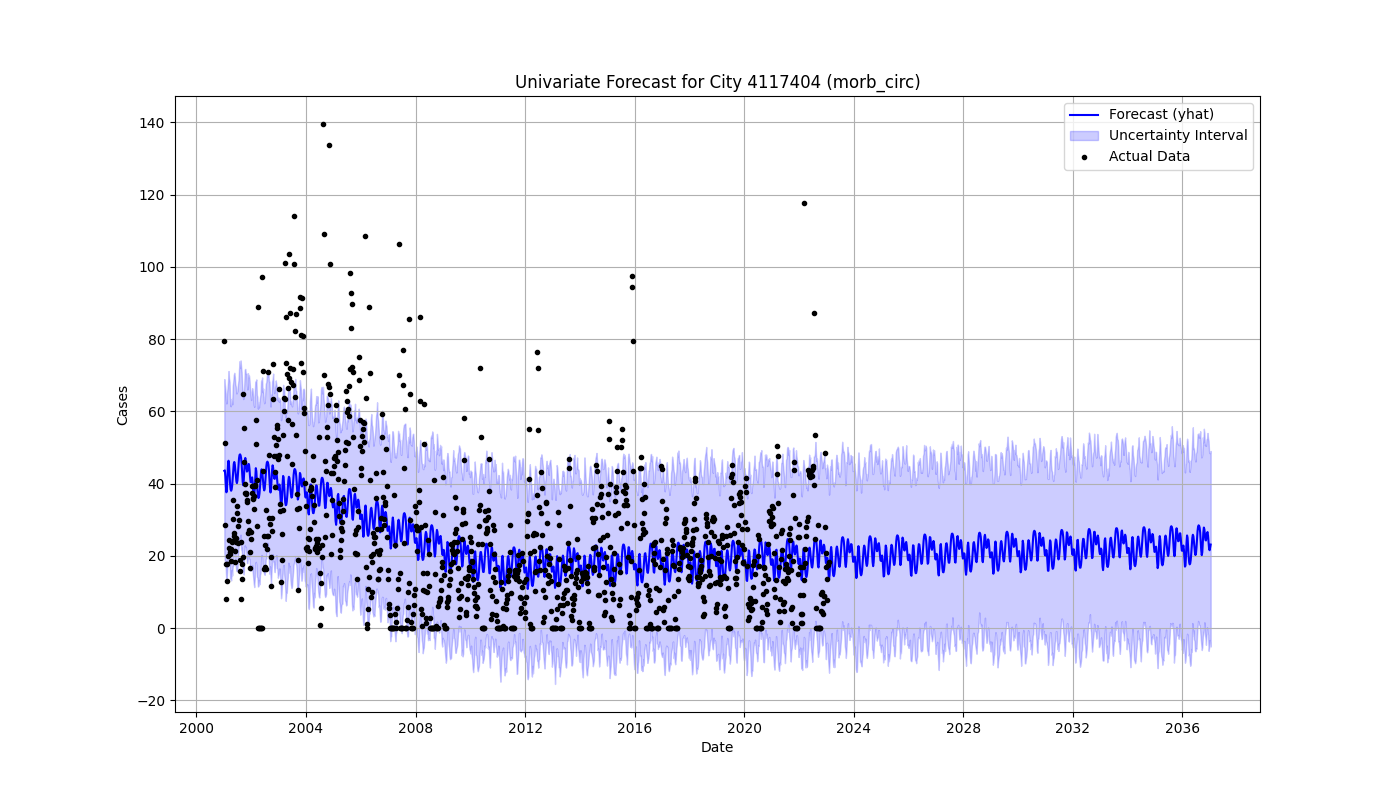 Univariate Forecast for City 4117404 (morb_circ)
Forecast (yhat)
Uncertainty Interval
Actual Data
Cases
140
120
100
80
60
40
20
0
−20
2000 2004 2008 2012 2016 2020 2024 2028 2032 2036
Date